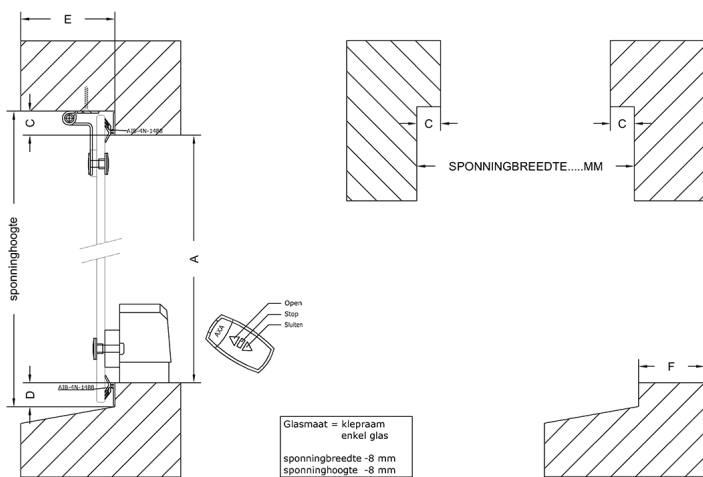 E
C
AIB-4N-1488
C
C
SPONNINGBREEDTE.....MM
sponninghoogte
A
AXA
Open
Stop
Sluiten
D
AIB-4N-1488
F
Glasmaat = klepraam
enkel glas
sponningbreedte -8 mm
sponninghoogte -8 mm